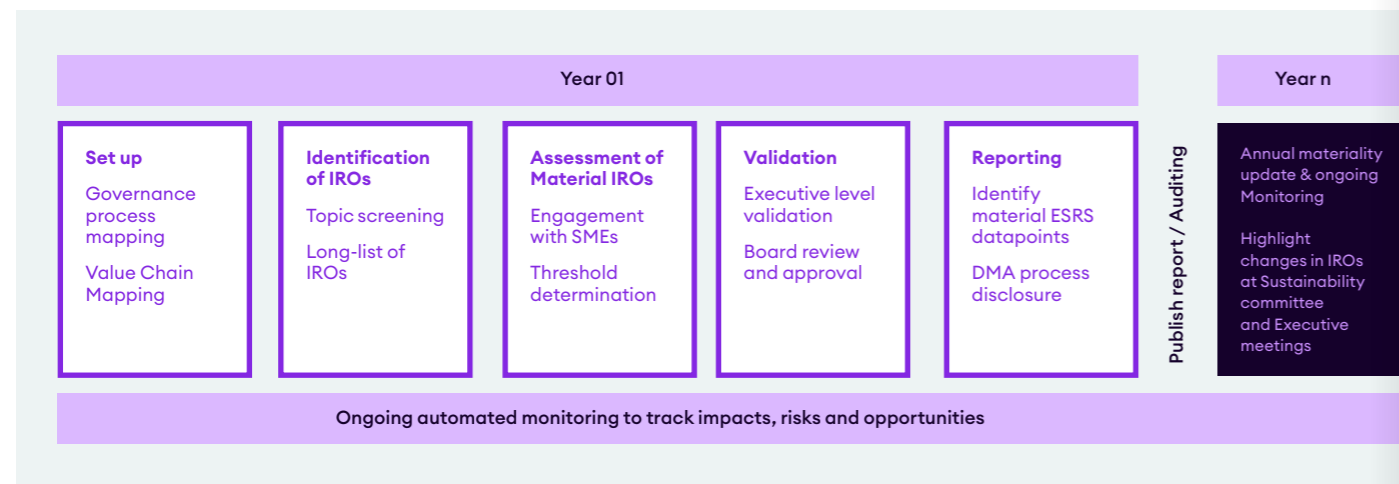 Year 01
Year n
Set up
Governance
process
mapping
Value Chain
Mapping
Identification
of IROs
Topic screening
Long-list of
IROs
Assessment of
Material IROs
Engagement
with SMEs
Threshold
determination
Validation
Executive level
validation
Board review
and approval
Reporting
Identify
material ESRS
datapoints
DMA process
disclosure
Publish report / Auditing
Annual materiality
update & ongoing
Monitoring
Highlight
changes in IROs
at Sustainability
committee
and Executive
meetings
Ongoing automated monitoring to track impacts, risks and opportunities